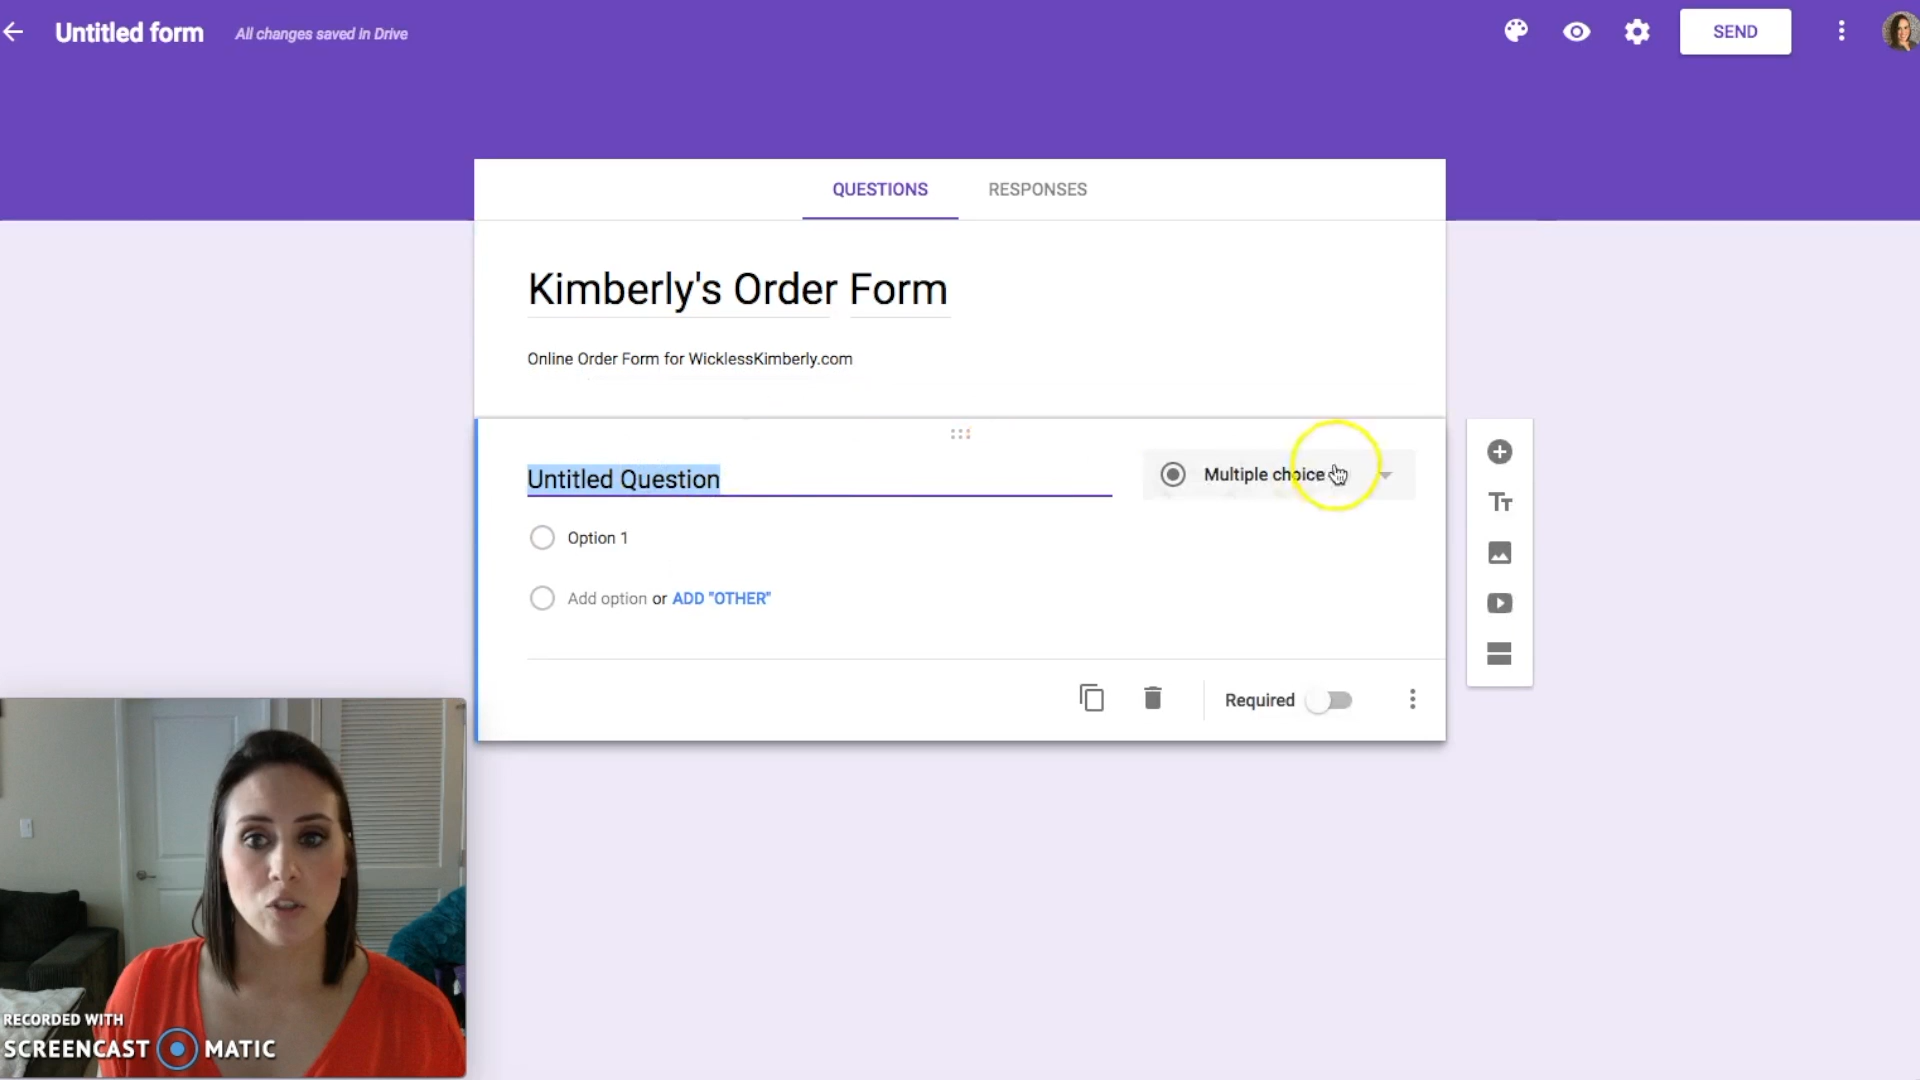 Untitled form All changes saved in Drive SEND
QUESTIONS RESPONSES
Kimberly's Order Form
Online Order Form for WicklessKimberly.com
Untitled Question Multiple choice
Option 1
Add option or ADD "OTHER"
Required
RECORDED WITH
SCREENCAST MATIC